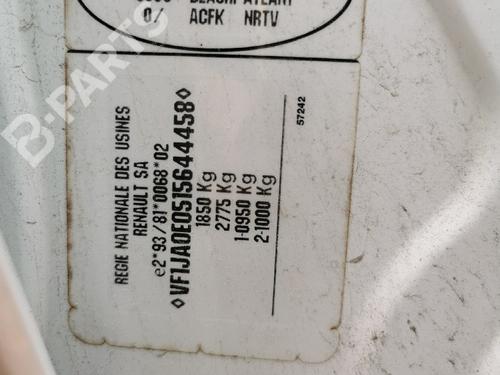 07 ACFK NRTV
REGIE NATIONALE DES USINES
RENAULT SA
e2*93/81*0068*02
◊VF1JA0E0515644458◊
1850 Kg
2775 Kg
1-0950 Kg
2-1000 Kg
57242
B-PARTS